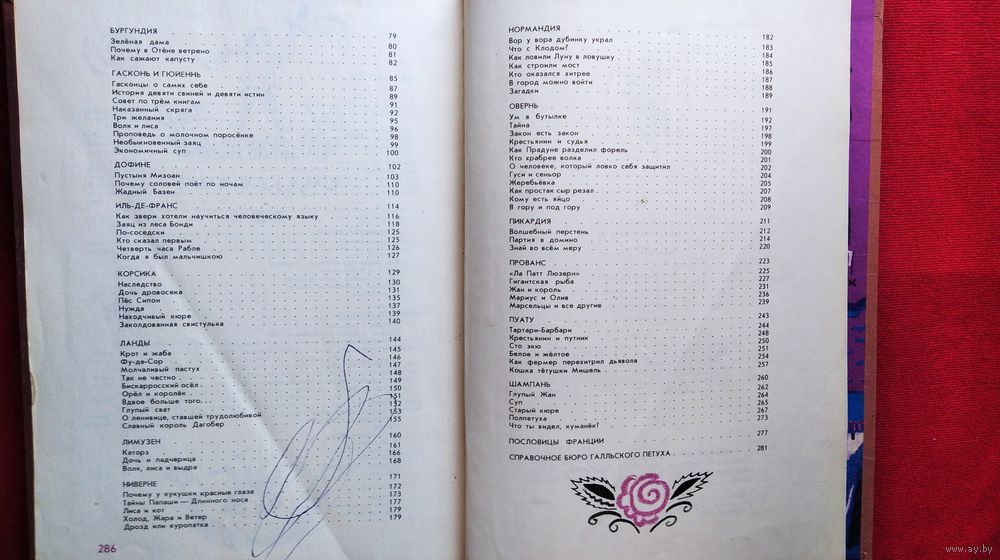 БУРГУНДИЯ 79
Зелёная дама 80
Почему в Отёне ветрено 81
Как сажают капусту 82
ГАСКОНЬ И ГЮЙЕННЬ 85
Гасконцы о самих себе 87
История девяти свиней и девяти истин 89
Совет по трём книгам 91
Наказанный скряга 92
Три желания 95
Волк и лиса 96
Проповедь о молочном поросёнке 98
Необыкновенный заяц 99
Экономичный суп 100
ДОФИНЕ 102
Пустыня Мизоан 103
Почему соловей поёт по ночам 110
Жадный Базен 110
ИЛЬ-ДЕ-ФРАНС 114
Как звери хотели научиться человеческому языку 116
Заяц из леса Бонди 118
По-соседски 125
Кто сказал первым 125
Четверть часа Рабле 126
Когда я был мальчишкою 127
КОРСИКА 129
Наследство 130
Дочь дровосека 131
Пёс Сипон 135
Нужда 137
Находчивый кюре 139
Заколдованная свистулька 140
ЛАНДЫ 144
Крот и жаба 145
Фу-де-Сор 146
Молчаливый пастух 147
Так не честно 148
Бискарросский осёл 149
Орёл и королёк 150
Вдвое больше того 151
Глупый сват 152
О ленивице, ставшей трудолюбивой 153
Славный король Дагобер 155
ЛИМУЗЕН 160
Каторз 161
Дочь и падчерица 166
Волк, лиса и выдра 168
НИВЕРНЕ 171
Почему у кукушки красные глаза 172
Тайны Папаши — Длинного носа 173
Лиса и кот 177
Холод, Жара и Ветер 179
Дрозд или куропатка 179
286
НОРМАНДИЯ 182
Вор у вора дубинку украл 183
Что с Клодом? 184
Как ловили Луну в ловушку 185
Как строили мост 186
Кто оказался хитрее 187
В город можно войти 188
Загадки 189
ОВЕРНЬ 191
Ум в бутылке 192
Тайна 197
Закон есть закон 198
Крестьянин и судья 199
Как Прадуне разделил форель 200
Кто храбрее волка 201
О человеке, который ловко себя защитил 202
Гуси и сеньор 204
Жеребьёвка 205
Как простак сыр резал 207
Кому есть яйцо 208
В гору и под гору 209
ПИКАРДИЯ 211
Волшебный перстень 212
Партия в домино 214
Знай во всём меру 220
ПРОВАНС 223
«Ла Патт Люзерн» 225
Гигантская рыба 227
Жан и король 231
Мариус и Олив 236
Марсельцы и все другие 239
ПУАТУ 243
Тартари-Барбари 244
Крестьянин и путник 248
Сто экю 250
Белое и жёлтое 251
Как фермер перехитрил дьявола 254
Кошка тётушки Мишель 257
ШАМПАНЬ 260
Глупый Жан 262
Суп 264
Старый кюре 265
Полпетуха 267
Что ты видел, куманёк? 273
ПОСЛОВИЦЫ ФРАНЦИИ 277
СПРАВОЧНОЕ БЮРО ГАЛЛЬСКОГО ПЕТУХА 281
www.ay.by